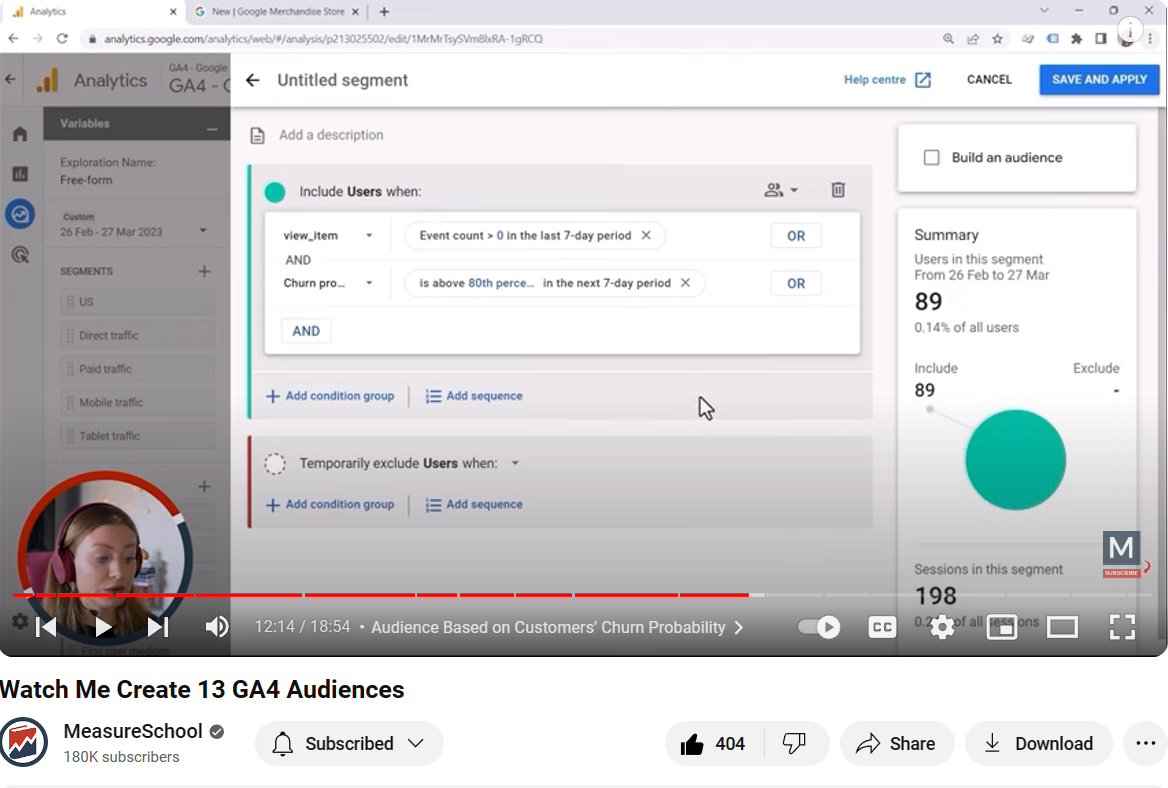 Analytics
New | Google Merchandise Store
analytics.google.com/analytics/web/#/analysis/p213025502/edit/1MrMrTsySVm8lxRA-1gRCQ
Analytics
GA4 - Google
GA4 - G
Untitled segment
Help centre
CANCEL
SAVE AND APPLY
Variables
Add a description
Exploration Name:
Free-form
Custom
26 Feb - 27 Mar 2023
SEGMENTS
US
Direct traffic
Paid traffic
Mobile traffic
Tablet traffic
Include Users when:
view_item
Event count > 0 in the last 7-day period
OR
AND
Churn pro...
is above 80th perce... in the next 7-day period
OR
AND
Add condition group
Add sequence
Temporarily exclude Users when:
Add condition group
Add sequence
Build an audience
Summary
Users in this segment
From 26 Feb to 27 Mar
89
0.14% of all users
Include
Exclude
89
-
M
SUBSCRIBE
Sessions in this segment
198
of all sessions
First user medium
12:14 / 18:54 • Audience Based on Customers’ Churn Probability
CC
Watch Me Create 13 GA4 Audiences
MeasureSchool
180K subscribers
Subscribed
404
Share
Download